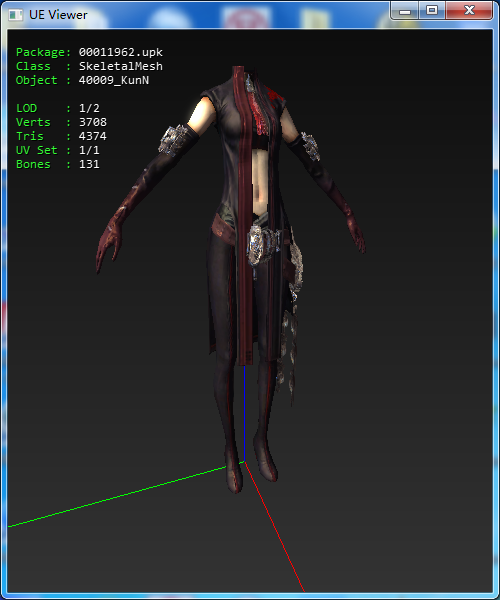 UE Viewer
Package: 00011962.upk
Class : SkeletalMesh
Object : 40009_KunN
LOD : 1/2
Verts : 3708
Tris : 4374
UV Set : 1/1
Bones : 131